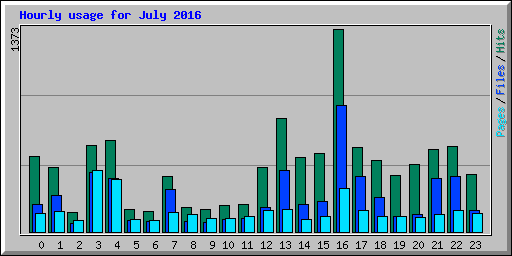 Hourly usage for July 2016
1373
Pages / Files / Hits
0 1 2 3 4 5 6 7 8 9 10 11 12 13 14 15 16 17 18 19 20 21 22 23